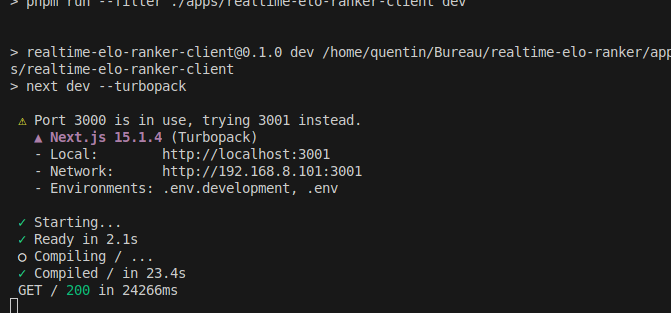 > pnpm run --filter ./apps/realtime-elo-ranker-client dev
> realtime-elo-ranker-client@0.1.0 dev /home/quentin/Bureau/realtime-elo-ranker/app
s/realtime-elo-ranker-client
> next dev --turbopack
⚠ Port 3000 is in use, trying 3001 instead.
▲ Next.js 15.1.4 (Turbopack)
- Local:        http://localhost:3001
- Network:      http://192.168.8.101:3001
- Environments: .env.development, .env
✓ Starting...
✓ Ready in 2.1s
○ Compiling / ...
✓ Compiled / in 23.4s
GET / 200 in 24266ms